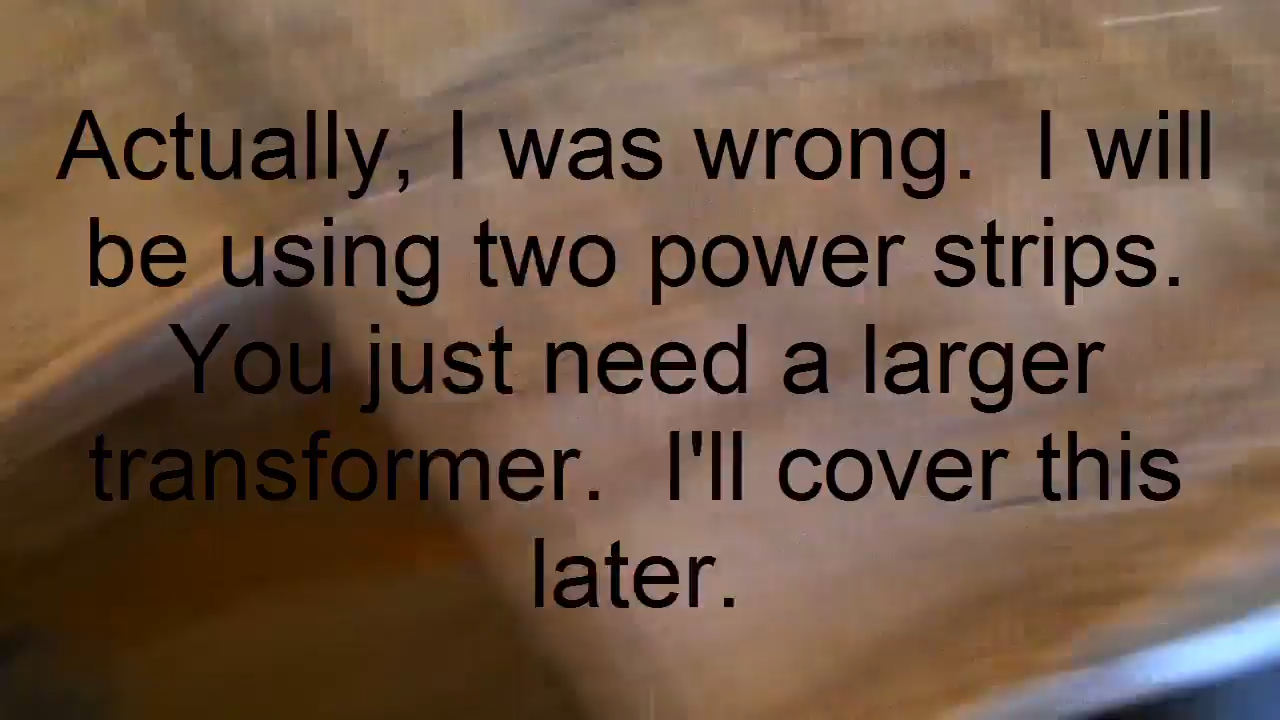 Actually, I was wrong.  I will
be using two power strips.
You just need a larger
transformer.  I'll cover this
later.